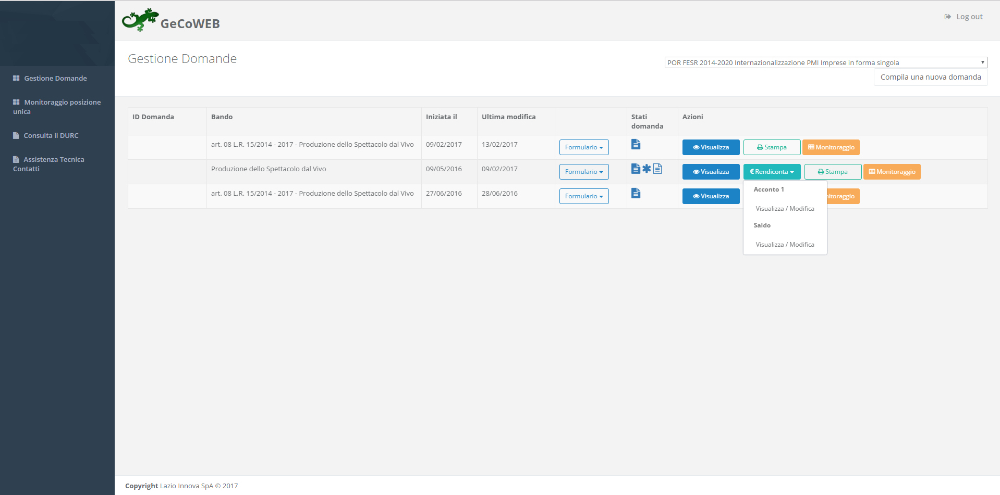 GeCoWEB
Log out
Gestione Domande
Monitoraggio posizione
unica
Consulta il DURC
Assistenza Tecnica
Contatti
Gestione Domande
POR FESR 2014-2020 Internazionalizzazione PMI Imprese in forma singola
Compila una nuova domanda
ID Domanda Bando Iniziata il Ultima modifica Stati domanda Azioni
art. 08 L.R. 15/2014 - 2017 - Produzione dello Spettacolo dal Vivo 09/02/2017 13/02/2017 Formulario Visualizza Stampa Monitoraggio
Produzione dello Spettacolo dal Vivo 09/05/2016 09/02/2017 Formulario Visualizza € Rendiconta Stampa Monitoraggio
art. 08 L.R. 15/2014 - 2017 - Produzione dello Spettacolo dal Vivo 27/06/2016 28/06/2016 Formulario Visualizza itoraggio
Acconto 1
Visualizza / Modifica
Saldo
Visualizza / Modifica
Copyright Lazio Innova SpA © 2017